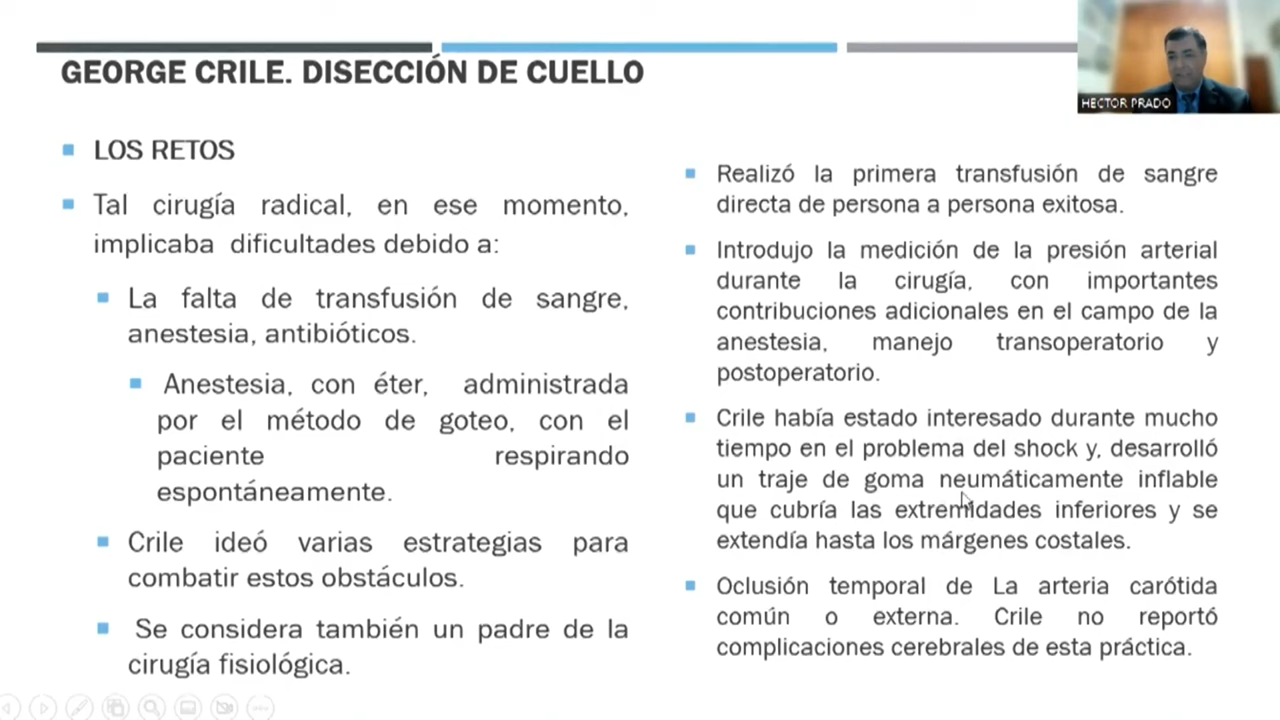 GEORGE CRILE. DISECCIÓN DE CUELLO
HECTOR PRADO
LOS RETOS
Tal cirugía radical, en ese momento,
implicaba dificultades debido a:
La falta de transfusión de sangre,
anestesia, antibióticos.
Anestesia, con éter, administrada
por el método de goteo, con el
paciente respirando
espontáneamente.
Crile ideó varias estrategias para
combatir estos obstáculos.
Se considera también un padre de la
cirugía fisiológica.
Realizó la primera transfusión de sangre
directa de persona a persona exitosa.
Introdujo la medición de la presión arterial
durante la cirugía, con importantes
contribuciones adicionales en el campo de la
anestesia, manejo transoperatorio y
postoperatorio.
Crile había estado interesado durante mucho
tiempo en el problema del shock y, desarrolló
un traje de goma neumáticamente inflable
que cubría las extremidades inferiores y se
extendía hasta los márgenes costales.
Oclusión temporal de La arteria carótida
común o externa. Crile no reportó
complicaciones cerebrales de esta práctica.